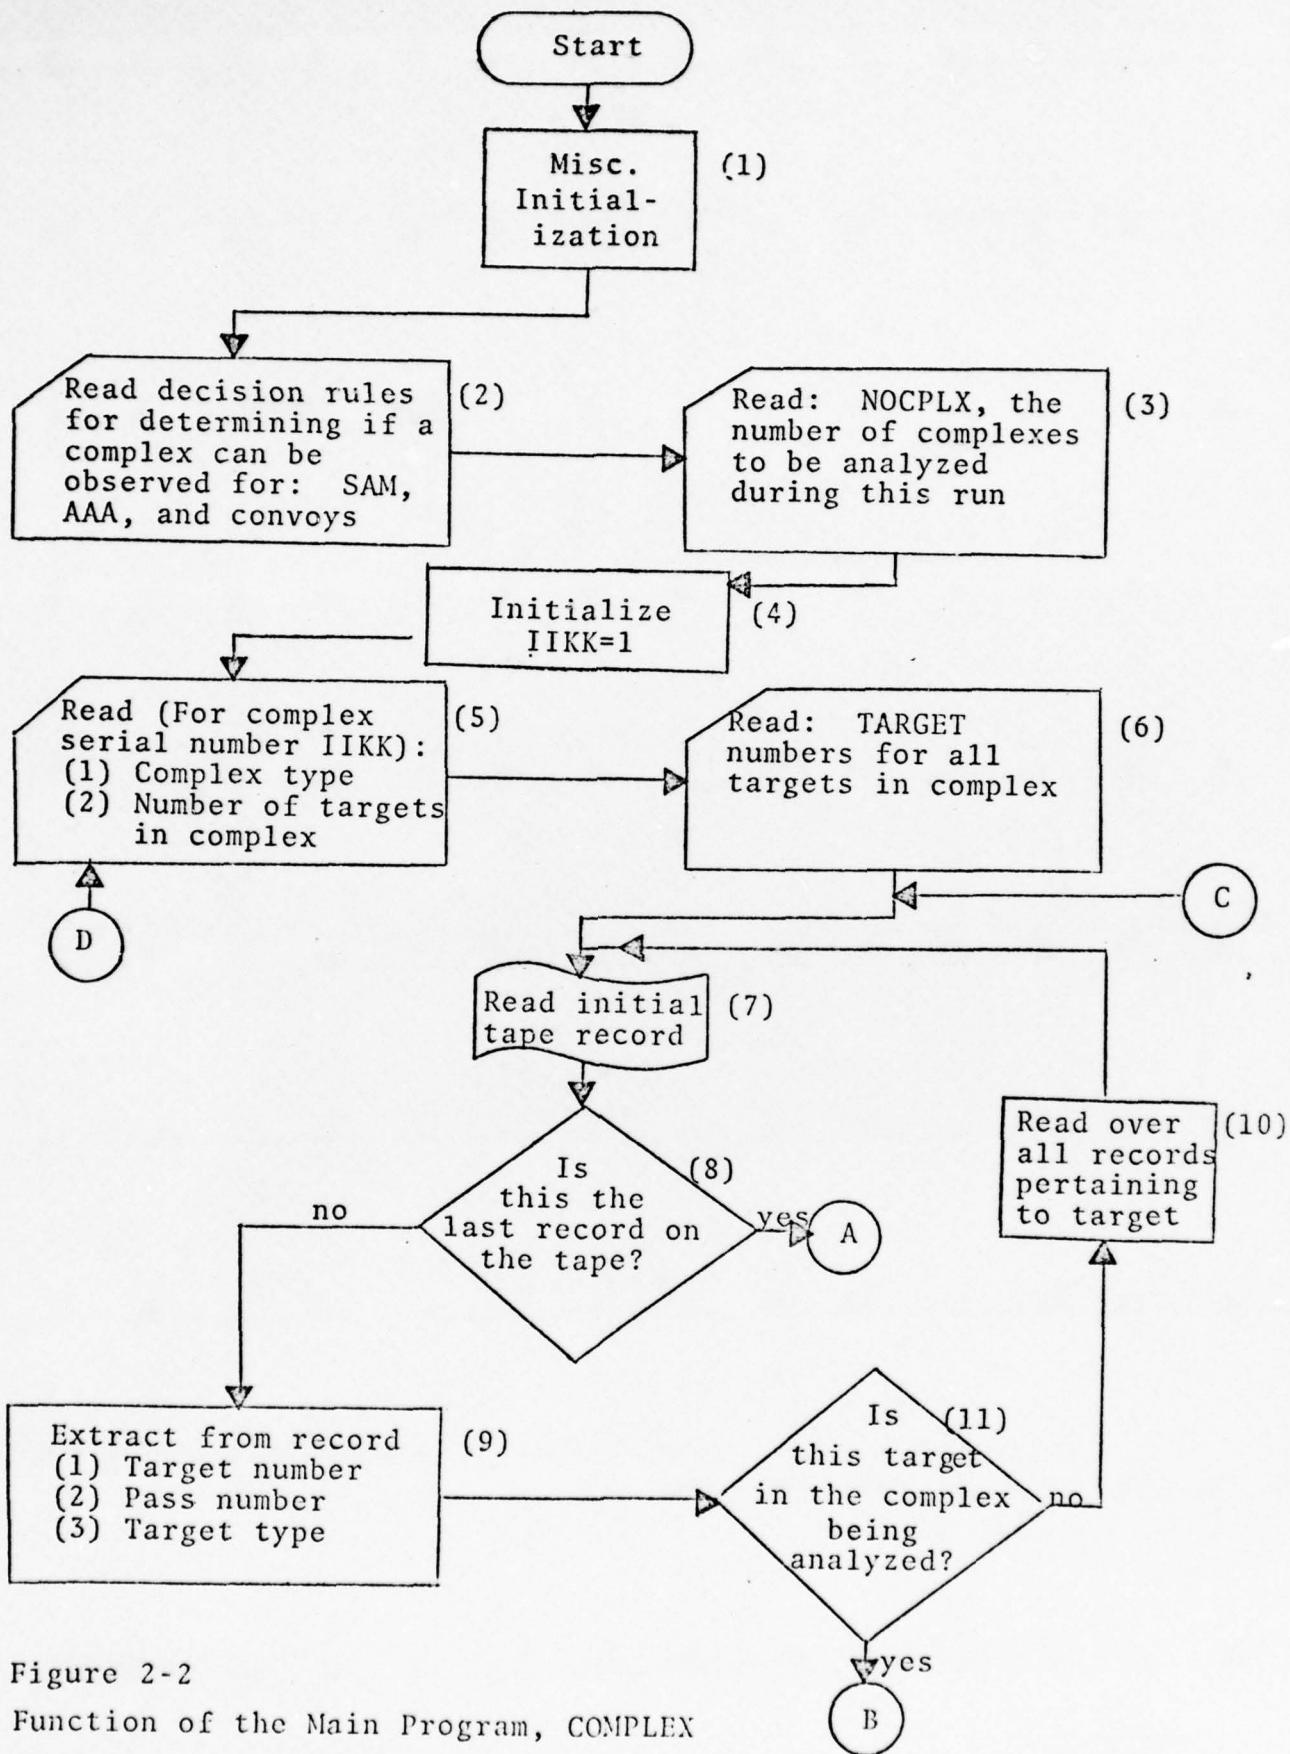 Start
Misc.
Initial-
ization
(1)
Read decision rules
for determining if a
complex can be
observed for: SAM,
AAA, and convoys
(2)
Read: NOCPLX, the
number of complexes
to be analyzed
during this run
(3)
Initialize
IIKK=1
(4)
Read (For complex
serial number IIKK):
(1) Complex type
(2) Number of targets
in complex
(5)
Read: TARGET
numbers for all
targets in complex
(6)
D
C
Read initial
tape record
(7)
Is
this the
last record on
the tape?
(8)
no
yes
A
Read over
all records
pertaining
to target
(10)
Extract from record
(1) Target number
(2) Pass number
(3) Target type
(9)
Is
this target
in the complex
being
analyzed?
(11)
no
yes
B
Figure 2-2
Function of the Main Program, COMPLEX